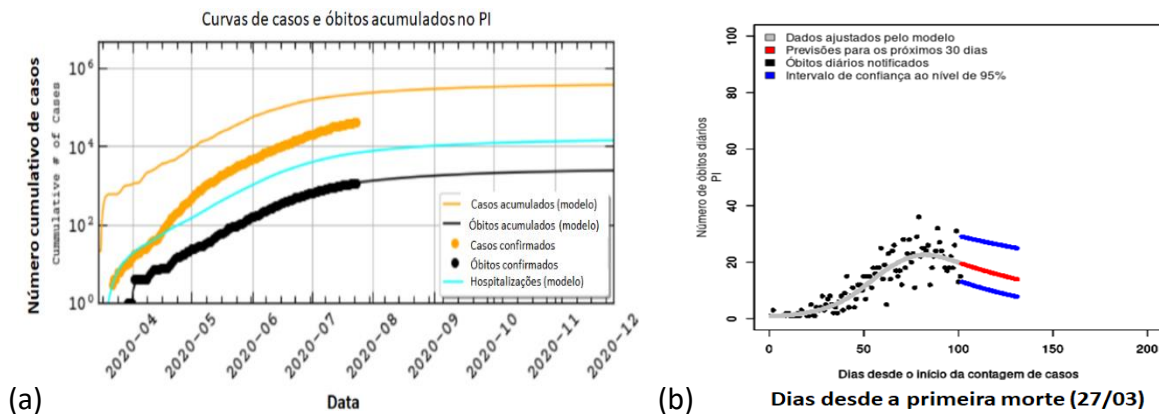 Curvas de casos e óbitos acumulados no PI
Número cumulativo de casos
Cummulative # of Cases
10^6
10^4
10^2
10^0
Casos acumulados (modelo)
Óbitos acumulados (modelo)
Casos confirmados
Óbitos confirmados
Hospitalizações (modelo)
2020-04
2020-05
2020-06
2020-07
2020-08
2020-09
2020-10
2020-11
2020-12
Data
(a)
Dados ajustados pelo modelo
Previsões para os próximos 30 dias
Óbitos diários notificados
Intervalo de confiança ao nível de 95%
Número de óbitos diários
PI
100
80
60
40
20
0
0 50 100 150 200
Dias desde o início da contagem de casos
(b) Dias desde a primeira morte (27/03)